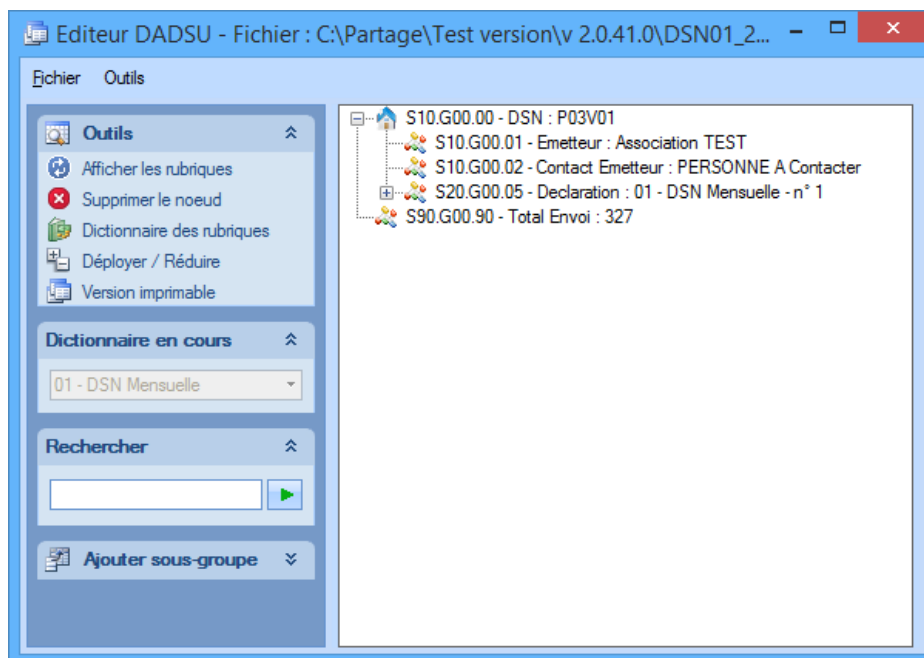 Editeur DADSU - Fichier : C:\Partage\Test version\v 2.0.41.0\DSN01_2...
Fichier Outils
Outils
Afficher les rubriques
Supprimer le noeud
Dictionnaire des rubriques
Déployer / Réduire
Version imprimable
Dictionnaire en cours
01 - DSN Mensuelle
Rechercher
Ajouter sous-groupe
S10.G00.00 - DSN : P03V01
S10.G00.01 - Emetteur : Association TEST
S10.G00.02 - Contact Emetteur : PERSONNE A Contacter
S20.G00.05 - Declaration : 01 - DSN Mensuelle - n° 1
S90.G00.90 - Total Envoi : 327